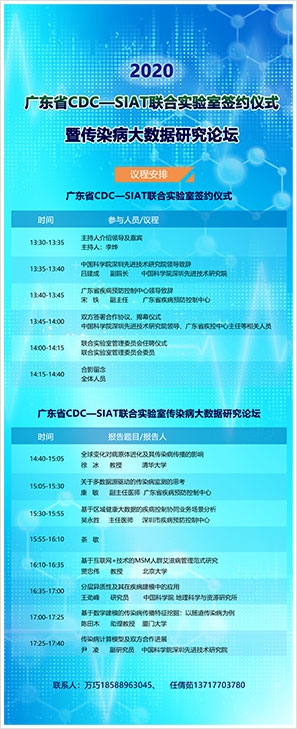 2020
广东省CDC—SIAT联合实验室签约仪式
暨传染病大数据研究论坛
议程安排
广东省CDC—SIAT联合实验室签约仪式
时间 参与人员/议程
13:30-13:35 主持人介绍领导及嘉宾
主持人：李烨
13:35-13:40 中国科学院深圳先进技术研究院领导致辞
吕建成 副院长 中国科学院深圳先进技术研究院
13:40-13:45 广东省疾病预防控制中心领导致辞
宋铁 副主任 广东省疾病预防控制中心
13:45-14:00 双方签署合作协议、揭幕仪式
中国科学院深圳先进技术研究院领导、广东省疾控中心主任等相关人员
14:00-14:15 联合实验室管理委员会任聘仪式
联合实验室管理委员会委员
14:15-14:40 合影留念
全体人员
广东省CDC—SIAT联合实验室传染病大数据研究论坛
时间 报告题目/报告人
14:40-15:05 全球变化对病原体进化及其传染病传播的影响
徐冰 教授 清华大学
15:05-15:30 关于多数据源驱动的传染病监测的思考
康敏 副主任医师 广东省疾病预防控制中心
15:30-15:55 基于区域健康大数据的疾病控制协同业务场景分析
吴永胜 主任医师 深圳市疾病预防控制中心
15:55-16:10 茶歇
16:10-16:35 基于互联网+技术的MSM人群艾滋病管理范式研究
贾忠伟 教授 北京大学
16:35-17:00 分层异质性及其在疾病建模中的应用
王劲峰 研究员 中国科学院 地理科学与资源研究所
17:00-17:25 基于数学建模的传染病传播特征挖掘：以肠道传染病为例
陈田木 助理教授 厦门大学
17:25-17:40 传染病计算模型及双方合作进展
尹凌 副研究员 中国科学院深圳先进技术研究院
联系人：万巧18588963045、 任倩茹13717703780